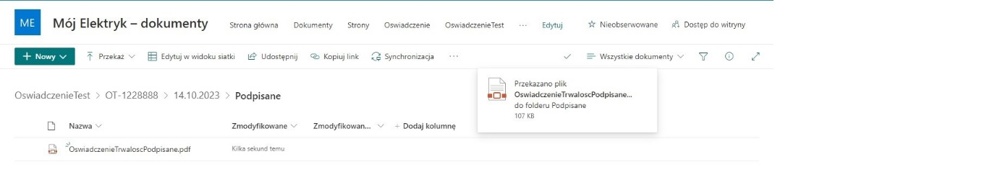 ME
Mój Elektryk – dokumenty
Strona główna
Dokumenty
Strony
Oswiadczenie
OswiadczenieTest
···
Edytuj
Nieobserwowane
Dostęp do witryny
Nowy
Przekaż
Edytuj w widoku siatki
Udostępnij
Kopiuj link
Synchronizacja
···
Wszystkie dokumenty
Przekazano plik
OswiadczenieTrwaloscPodpisane...
do folderu Podpisane
107 KB
OswiadczenieTest > OT-1228888 > 14.10.2023 > Podpisane
Nazwa
Zmodyfikowane
Zmodyfikowan...
+ Dodaj kolumnę
OswiadczenieTrwaloscPodpisane.pdf
Kilka sekund temu